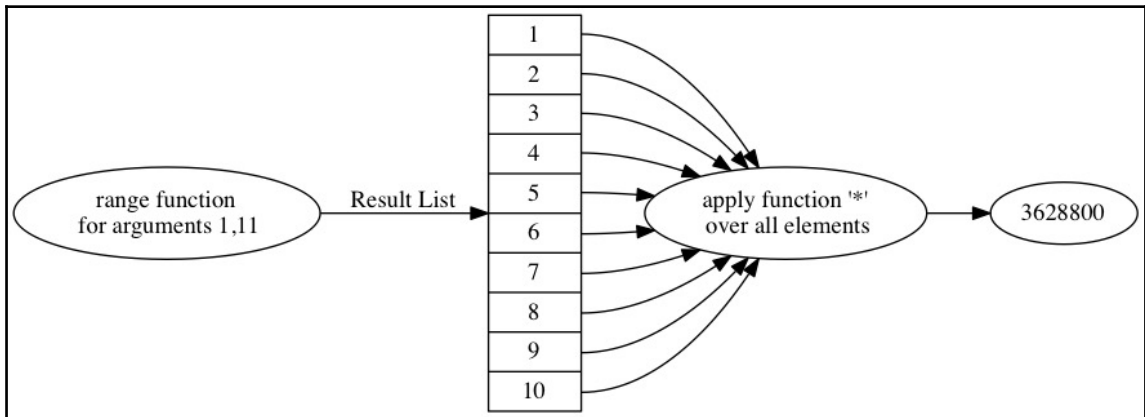 range function
for arguments 1,11
Result List
1
2
3
4
5
6
7
8
9
10
apply function '*'
over all elements
3628800